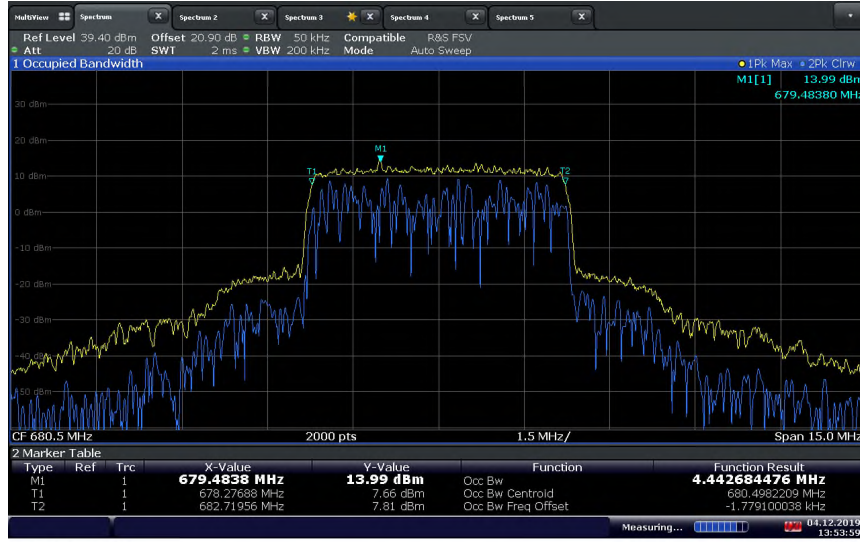 MultiView Spectrum X Spectrum 2 X Spectrum 3 X Spectrum 4 X Spectrum 5 X
Ref Level 39.40 dBm Offset 20.90 dB RBW 50 kHz Compatible R&S FSV
Att 20 dB SWT 2 ms VBW 200 kHz Mode Auto Sweep
1 Occupied Bandwidth 1Pk Max 2Pk Clrw
M1[1] 13.99 dBm
679.48380 MHz
30 dBm
20 dBm
M1
T1 T2
10 dBm
0 dBm
-10 dBm
-20 dBm
-30 dBm
-40 dBm
-50 dBm
CF 680.5 MHz 2000 pts 1.5 MHz/ Span 15.0 MHz
2 Marker Table
Type Ref Trc X-Value Y-Value Function Function Result
M1 1 679.4838 MHz 13.99 dBm Occ Bw 4.442684476 MHz
T1 1 678.27688 MHz 7.66 dBm Occ Bw Centroid 680.4982209 MHz
T2 1 682.71956 MHz 7.81 dBm Occ Bw Freq Offset -1.779100038 kHz
Measuring... 04.12.2019
13:53:59